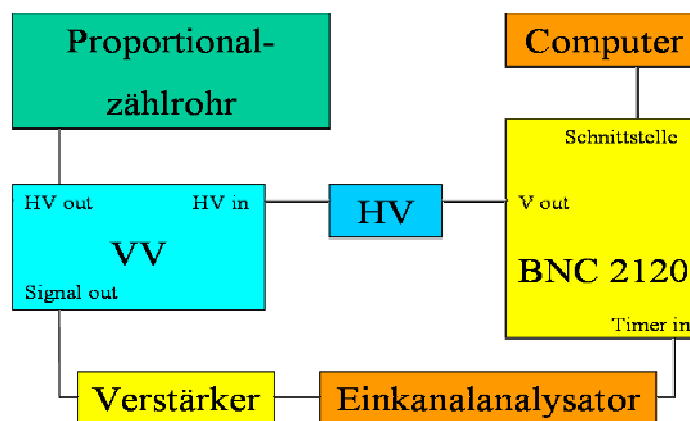 Proportional-
zählrohr
Computer
Schnittstelle
HV out
HV in
HV
V out
VV
BNC 2120
Signal out
Timer in
Verstärker
Einkanalanalysator